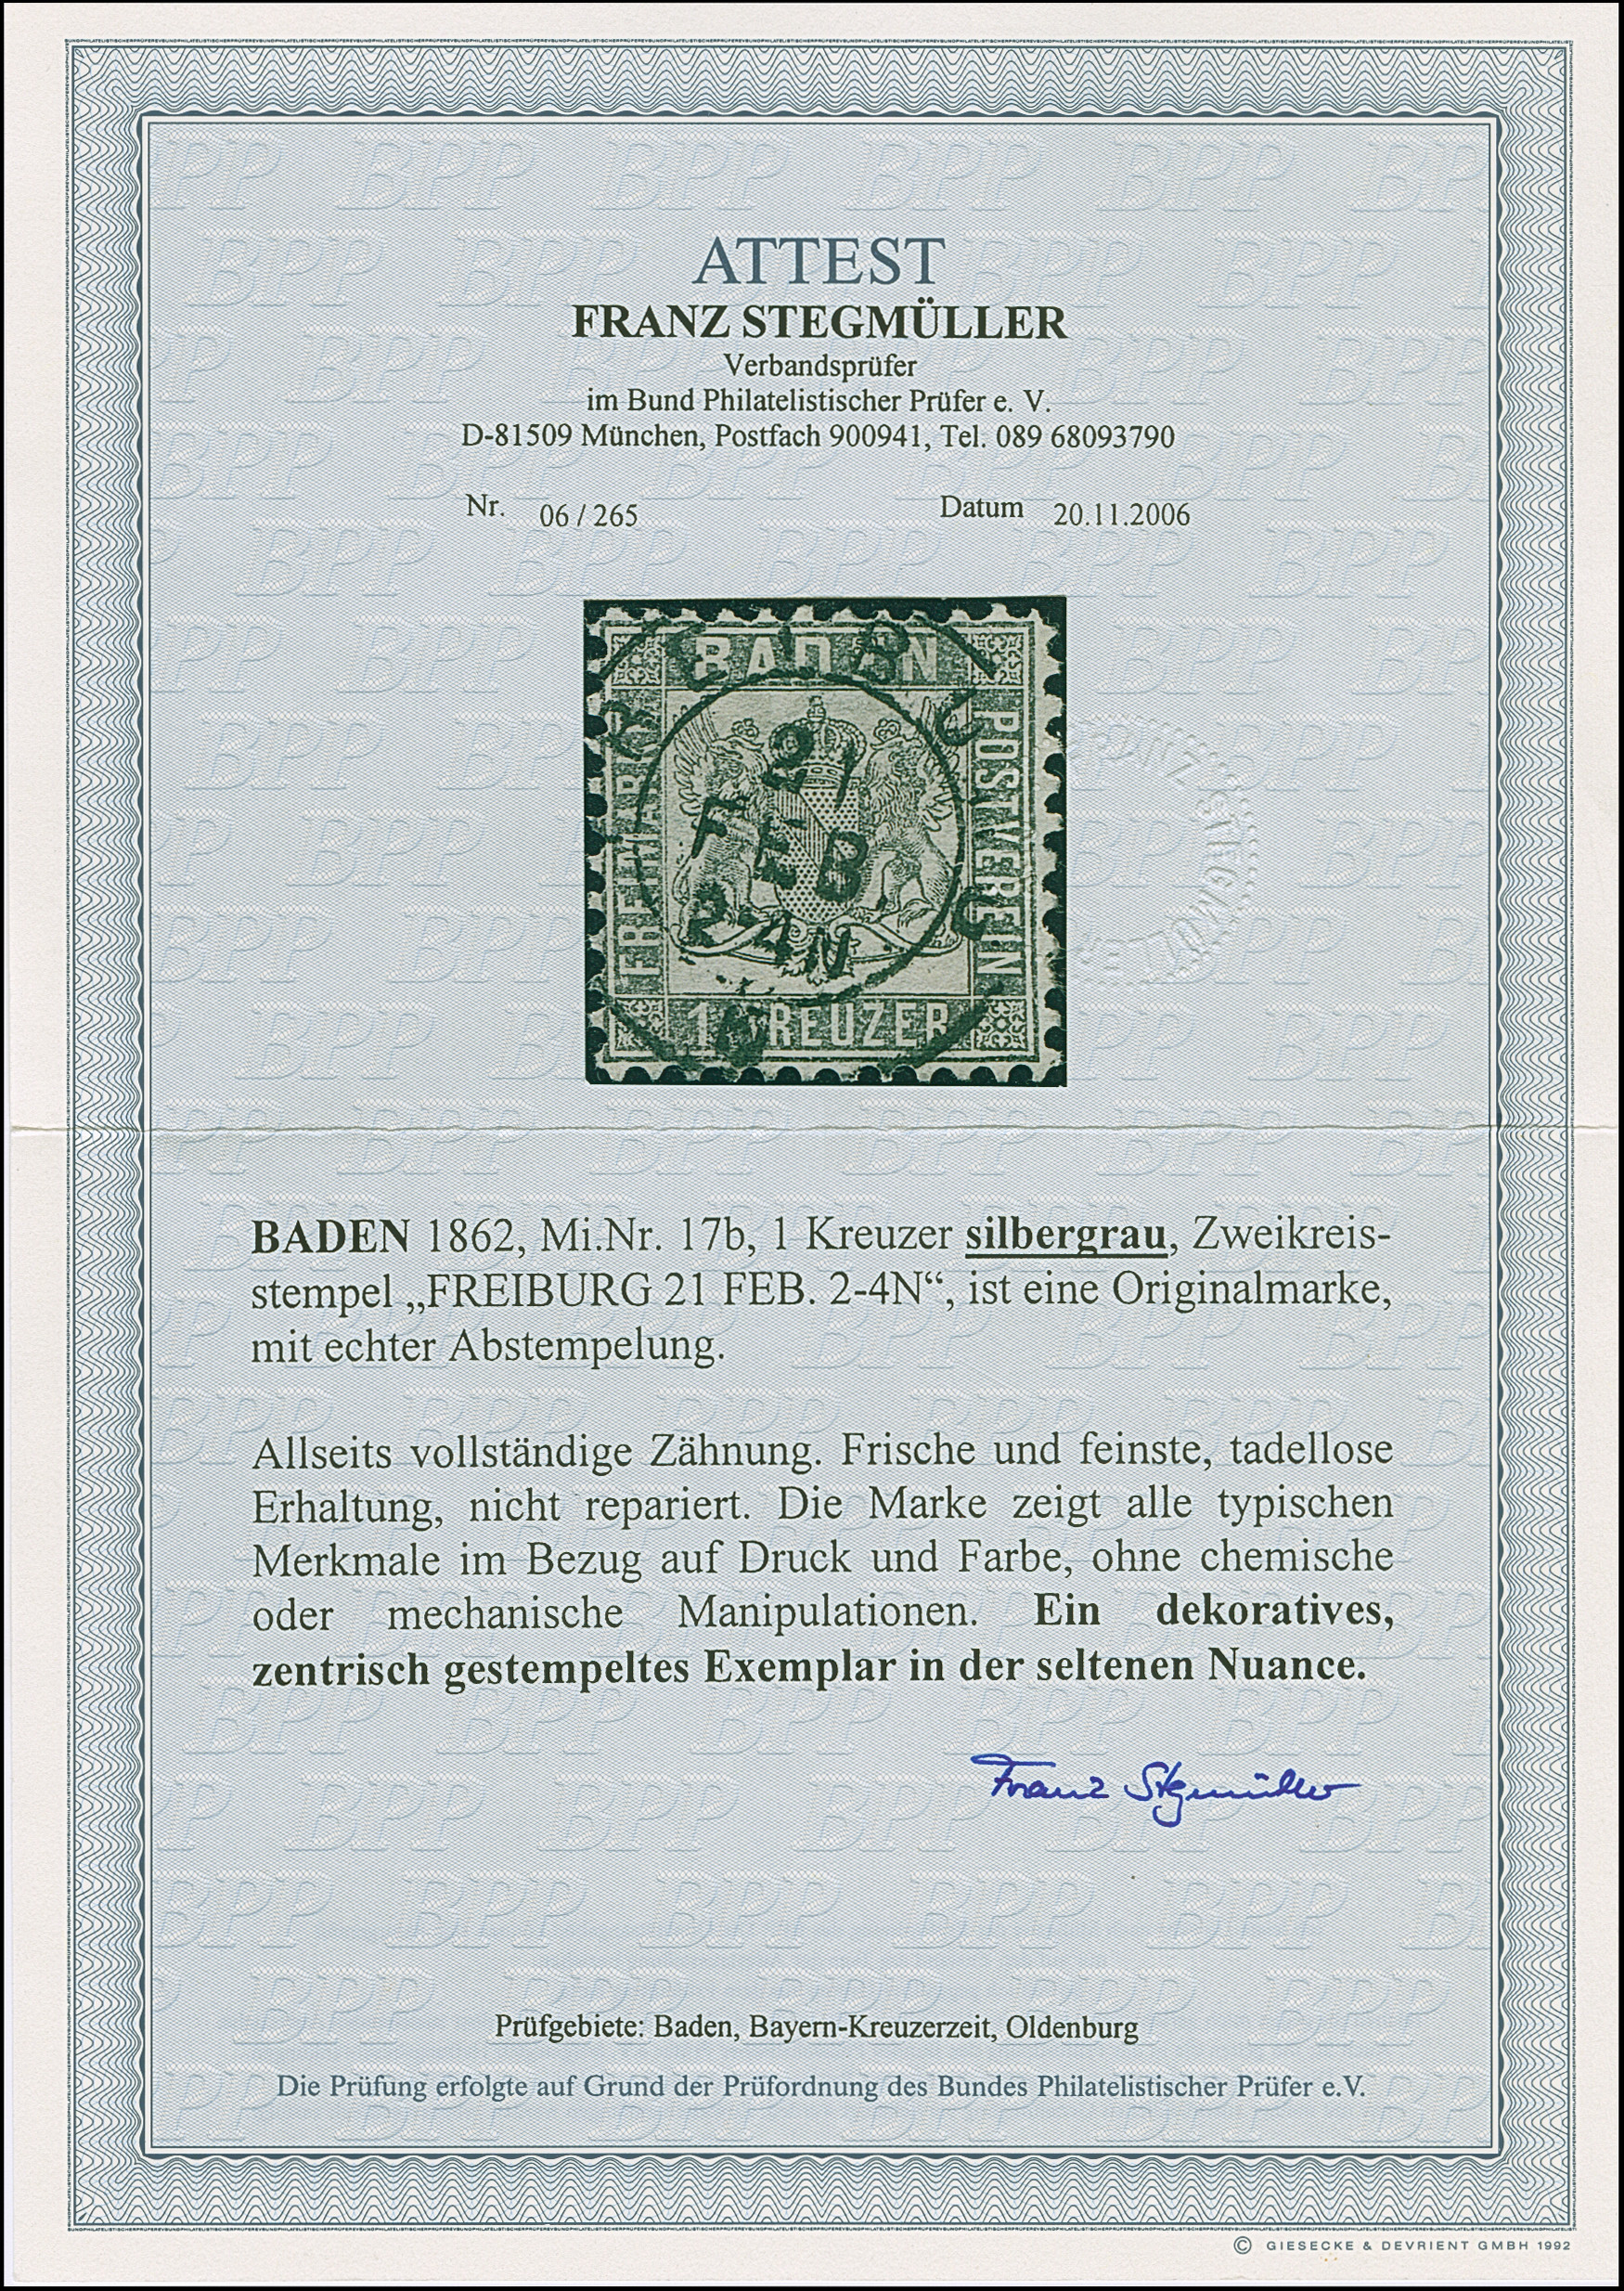 ATTEST
FRANZ STEGMÜLLER
Verbandsprüfer
im Bund Philatelistischer Prüfer e. V.
D-81509 München, Postfach 900941, Tel. 089 68093790
Nr. 06 / 265 Datum 20.11.2006
BADEN
FREIMARKE
POSTVEREIN
1 KREUZER
21
FEB
FRANZ STEGMÜLLER
BADEN 1862, Mi.Nr. 17b, 1 Kreuzer silbergrau, Zweikreis-
stempel „FREIBURG 21 FEB. 2-4N“, ist eine Originalmarke,
mit echter Abstempelung.
Allseits vollständige Zähnung. Frische und feinste, tadellose
Erhaltung, nicht repariert. Die Marke zeigt alle typischen
Merkmale im Bezug auf Druck und Farbe, ohne chemische
oder mechanische Manipulationen. Ein dekoratives,
zentrisch gestempeltes Exemplar in der seltenen Nuance.
Franz Stegmüller
Prüfgebiete: Baden, Bayern-Kreuzerzeit, Oldenburg
Die Prüfung erfolgte auf Grund der Prüfordnung des Bundes Philatelistischer Prüfer e.V.
© GIESECKE & DEVRIENT GMBH 1992